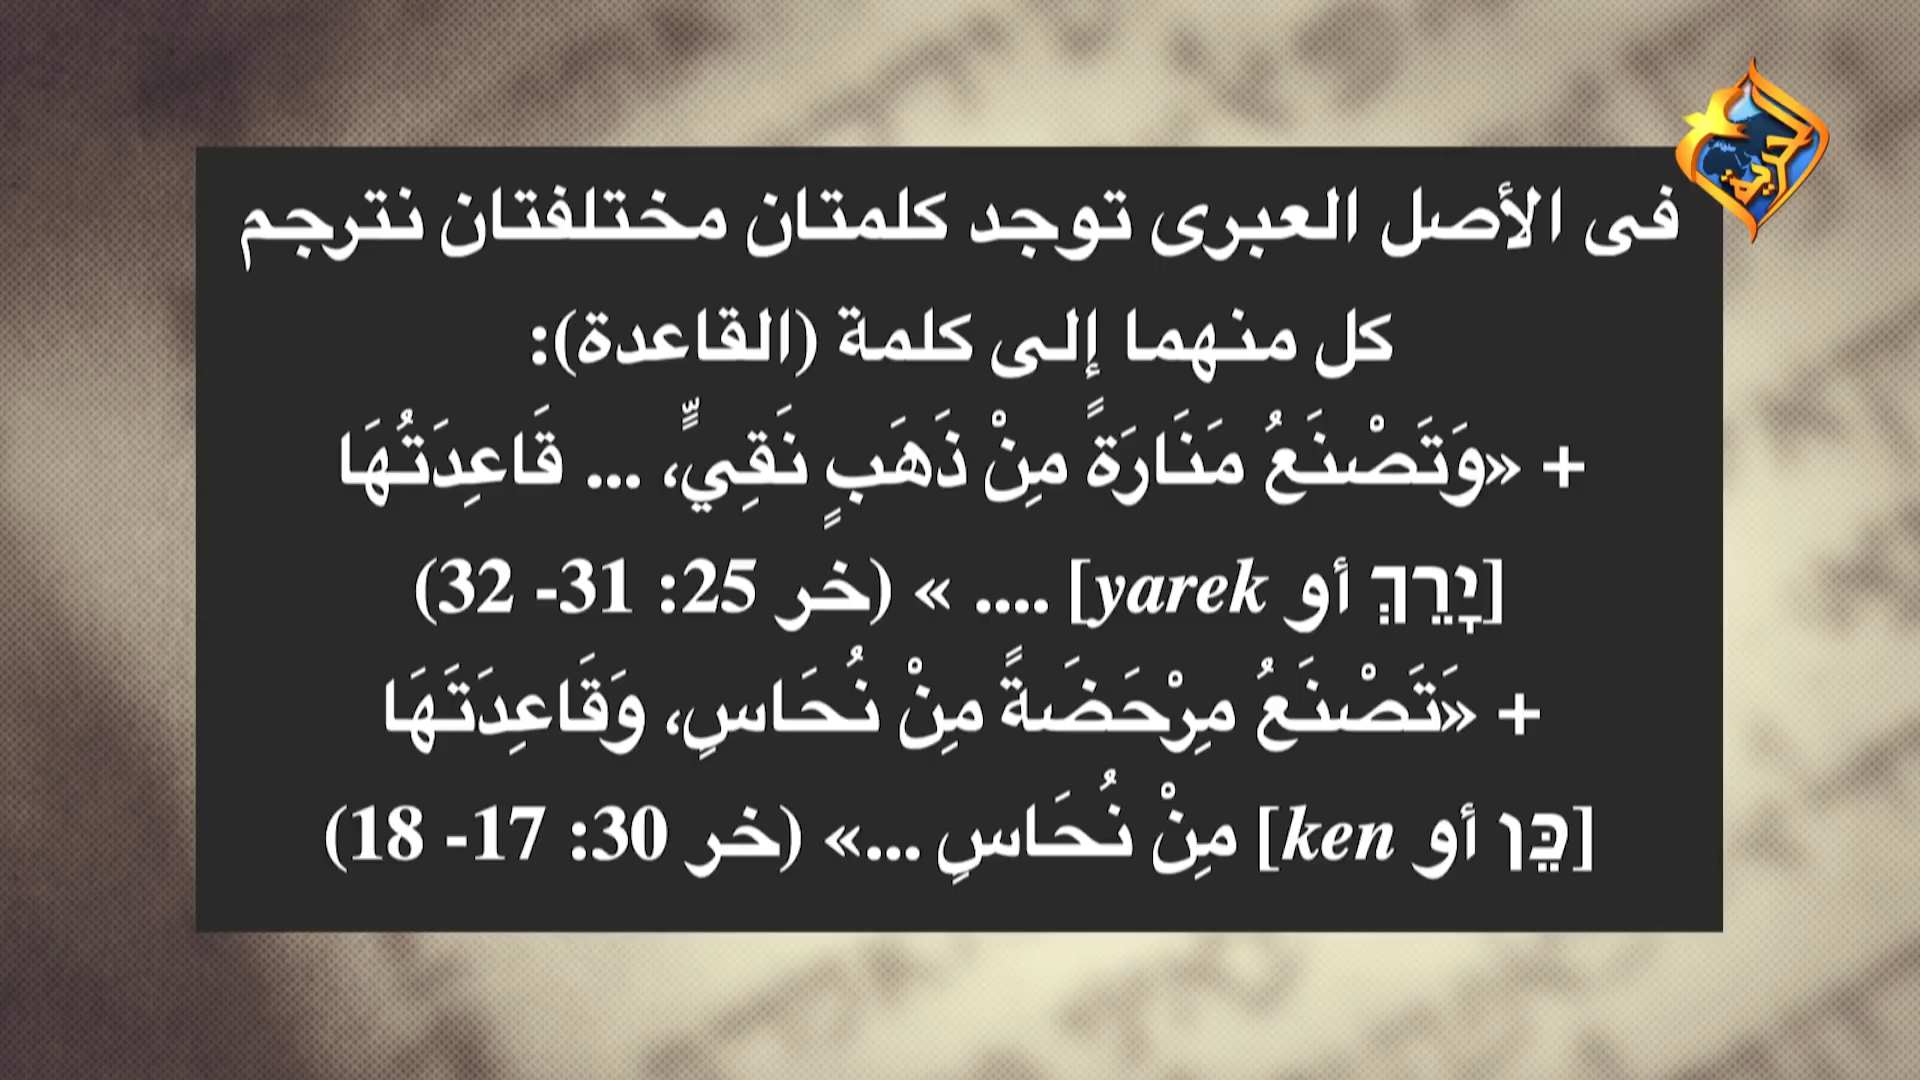 فى الأصل العبرى توجد كلمتان مختلفتان نترجم
كل منهما إلى كلمة (القاعدة):
+ «وَتَصْنَعُ مَنَارَةً مِنْ ذَهَبٍ نَقِيٍّ، ... قَاعِدَتُهَا
[יָרֵךְ أو yarek] .... » (خر 25: 31- 32)
+ «تَصْنَعُ مِرْحَضَةً مِنْ نُحَاسٍ، وَقَاعِدَتَهَا
[כֵּן أو ken] مِنْ نُحَاسٍ ...» (خر 30: 17- 18)
الحرية